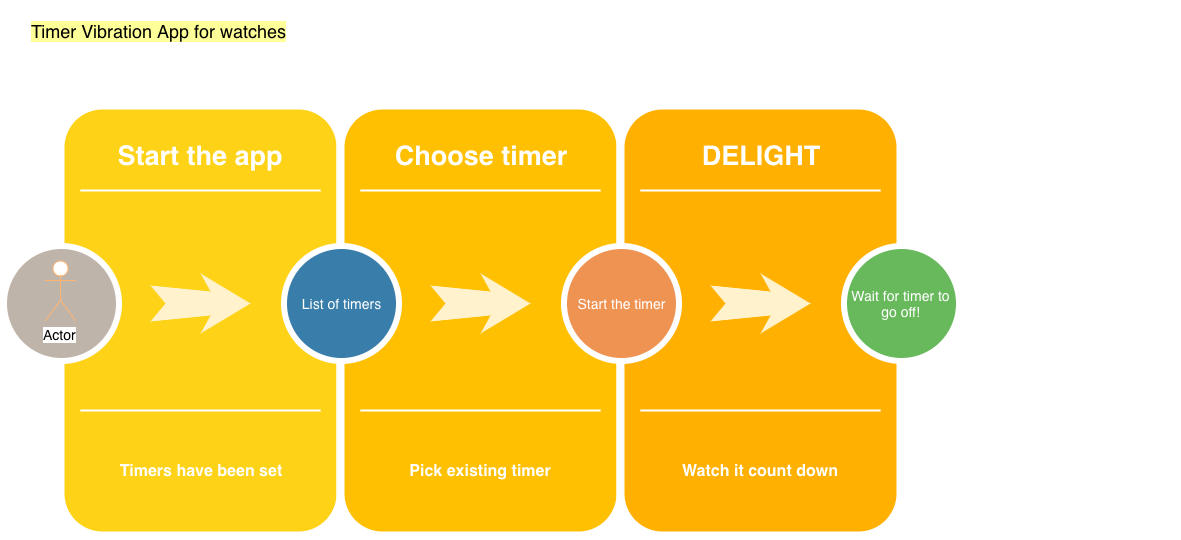 Timer Vibration App for watches
Start the app
Choose timer
DELIGHT
Actor
List of timers
Start the timer
Wait for timer to
go off!
Timers have been set
Pick existing timer
Watch it count down